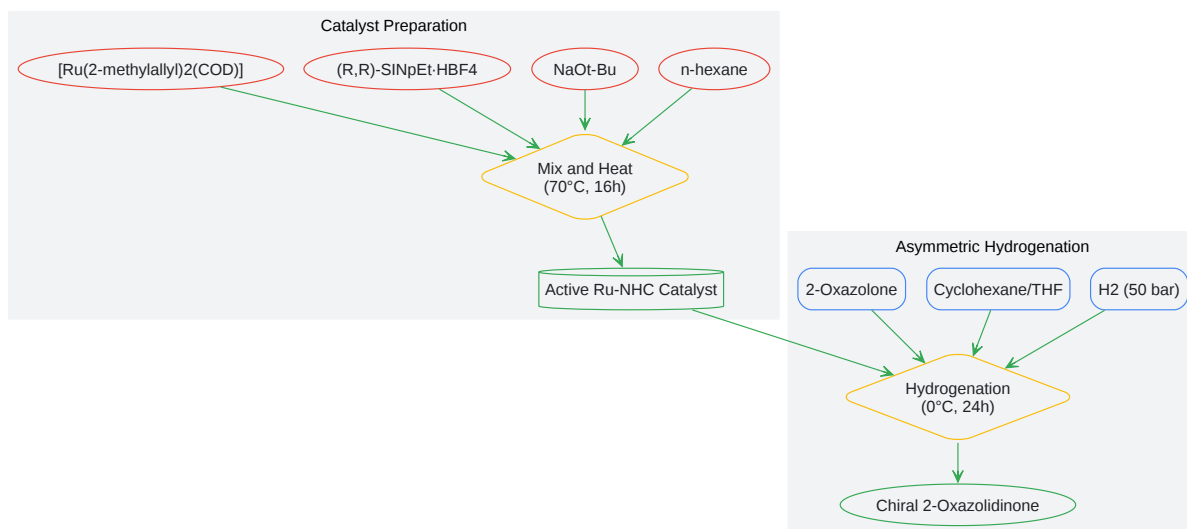 Catalyst Preparation
[Ru(2-methylallyl)2(COD)]
(R,R)-SINpEt·HBF4
NaOt-Bu
n-hexane
Mix and Heat
(70°C, 16h)
Active Ru-NHC Catalyst
Asymmetric Hydrogenation
2-Oxazolone
Cyclohexane/THF
H2 (50 bar)
Hydrogenation
(0°C, 24h)
Chiral 2-Oxazolidinone